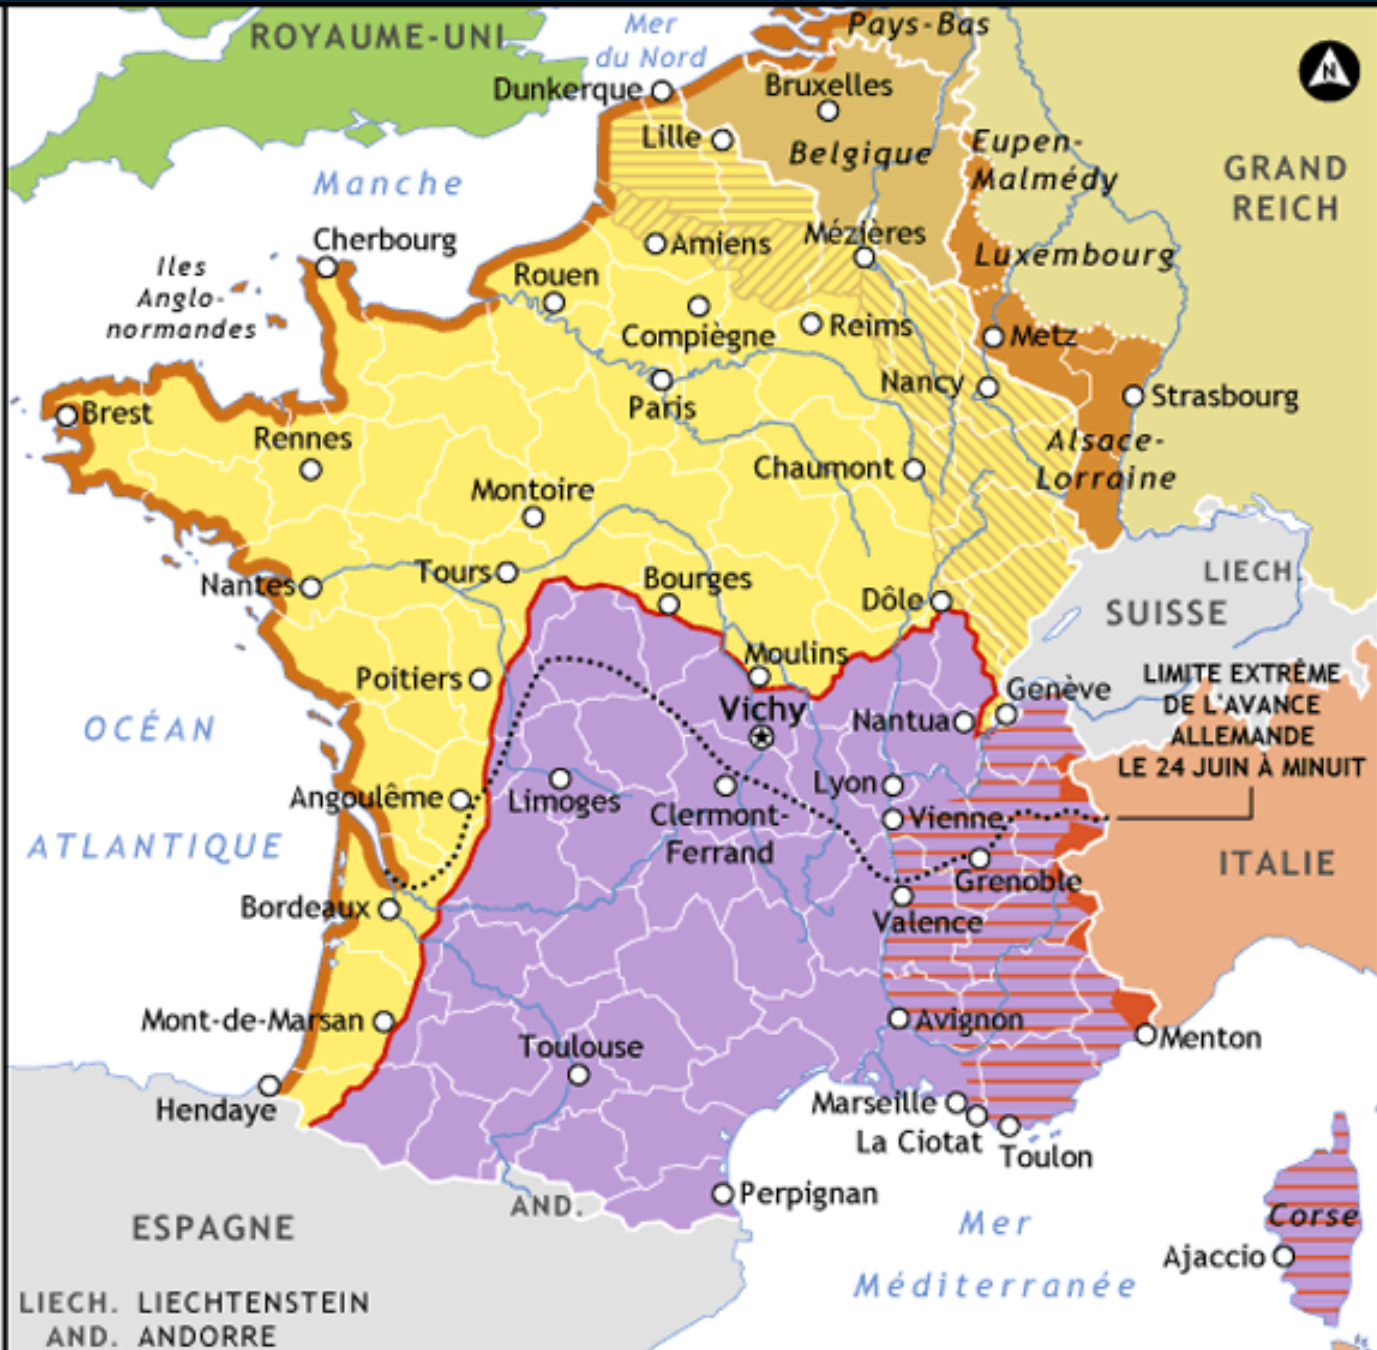 ROYAUME-UNI
Mer
du Nord
Pays-Bas
N
Dunkerque
Bruxelles
Lille
Belgique
Eupen-
Malmédy
GRAND
REICH
Manche
Cherbourg
Iles
Anglo-
normandes
Amiens
Mézières
Luxembourg
Rouen
Compiègne
Reims
Metz
Paris
Nancy
Strasbourg
Brest
Rennes
Chaumont
Alsace-
Lorraine
Montoire
Nantes
Tours
Bourges
Dôle
LIECH.
SUISSE
Poitiers
Moulins
Vichy
Nantua
Genève
LIMITE EXTRÊME
DE L'AVANCE
ALLEMANDE
LE 24 JUIN À MINUIT
OCÉAN
ATLANTIQUE
Angoulême
Limoges
Clermont-
Ferrand
Lyon
Vienne
Grenoble
ITALIE
Bordeaux
Valence
Mont-de-Marsan
Toulouse
Avignon
Menton
Hendaye
Marseille
La Ciotat
Toulon
AND.
Perpignan
ESPAGNE
Mer
Méditerranée
Corse
Ajaccio
LIECH. LIECHTENSTEIN
AND. ANDORRE